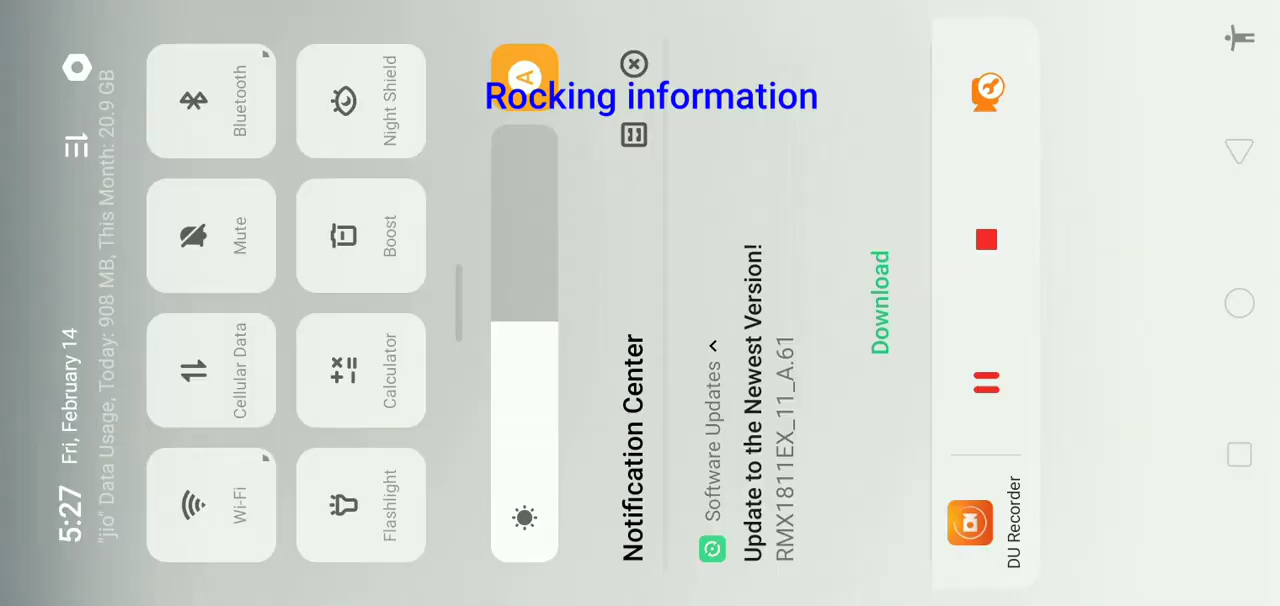 5:27 Fri, February 14
"jio" Data Usage, Today: 908 MB, This Month: 20.9 GB
Wi-Fi
Cellular Data
Mute
Bluetooth
Flashlight
Calculator
Boost
Night Shield
A
Rocking information
Notification Center
Software Updates
Update to the Newest Version!
RMX1811EX_11_A.61
Download
DU Recorder